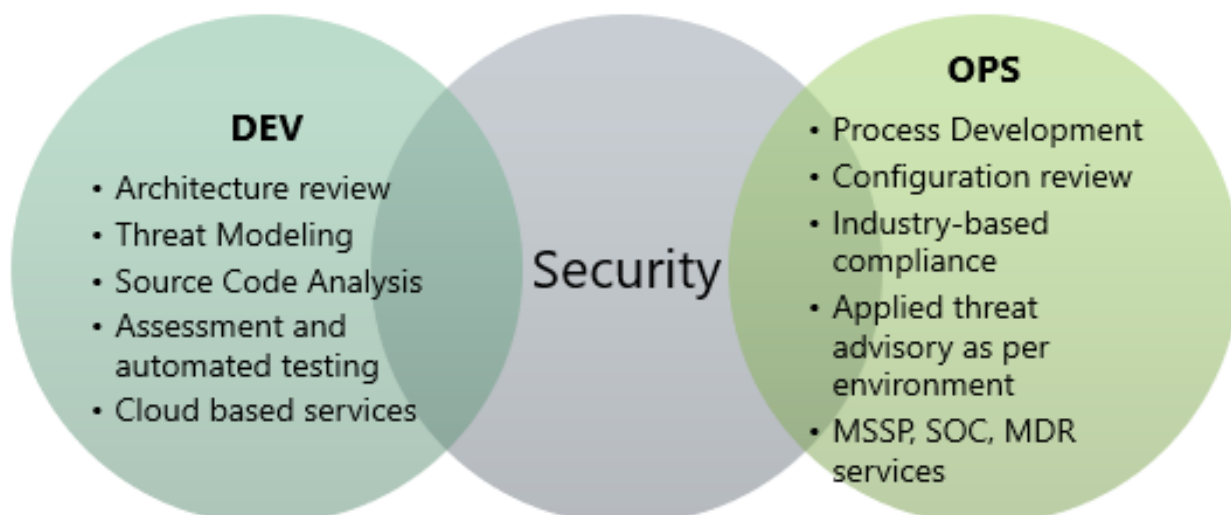 DEV
• Architecture review
• Threat Modeling
• Source Code Analysis
• Assessment and
automated testing
• Cloud based services
Security
OPS
• Process Development
• Configuration review
• Industry-based
compliance
• Applied threat
advisory as per
environment
• MSSP, SOC, MDR
services